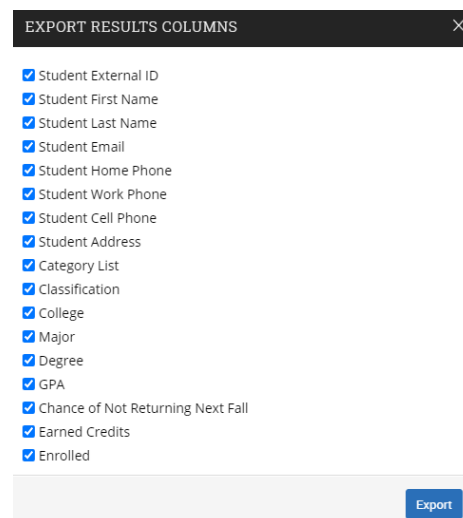 EXPORT RESULTS COLUMNS
Student External ID
Student First Name
Student Last Name
Student Email
Student Home Phone
Student Work Phone
Student Cell Phone
Student Address
Category List
Classification
College
Major
Degree
GPA
Chance of Not Returning Next Fall
Earned Credits
Enrolled
Export